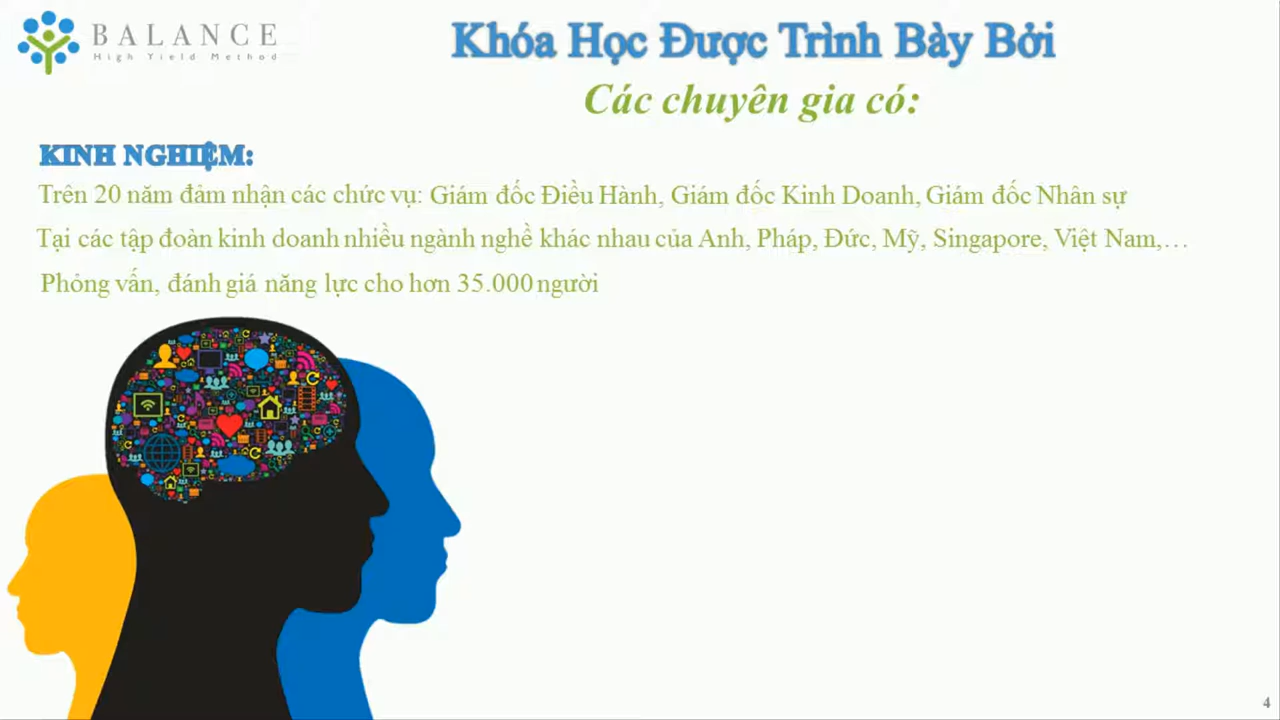 BALANCE
High Yield Method
Khóa Học Được Trình Bày Bởi
Các chuyên gia có:
KINH NGHIỆM:
Trên 20 năm đảm nhận các chức vụ: Giám đốc Điều Hành, Giám đốc Kinh Doanh, Giám đốc Nhân sự
Tại các tập đoàn kinh doanh nhiều ngành nghề khác nhau của Anh, Pháp, Đức, Mỹ, Singapore, Việt Nam,…
Phỏng vấn, đánh giá năng lực cho hơn 35.000 người
4